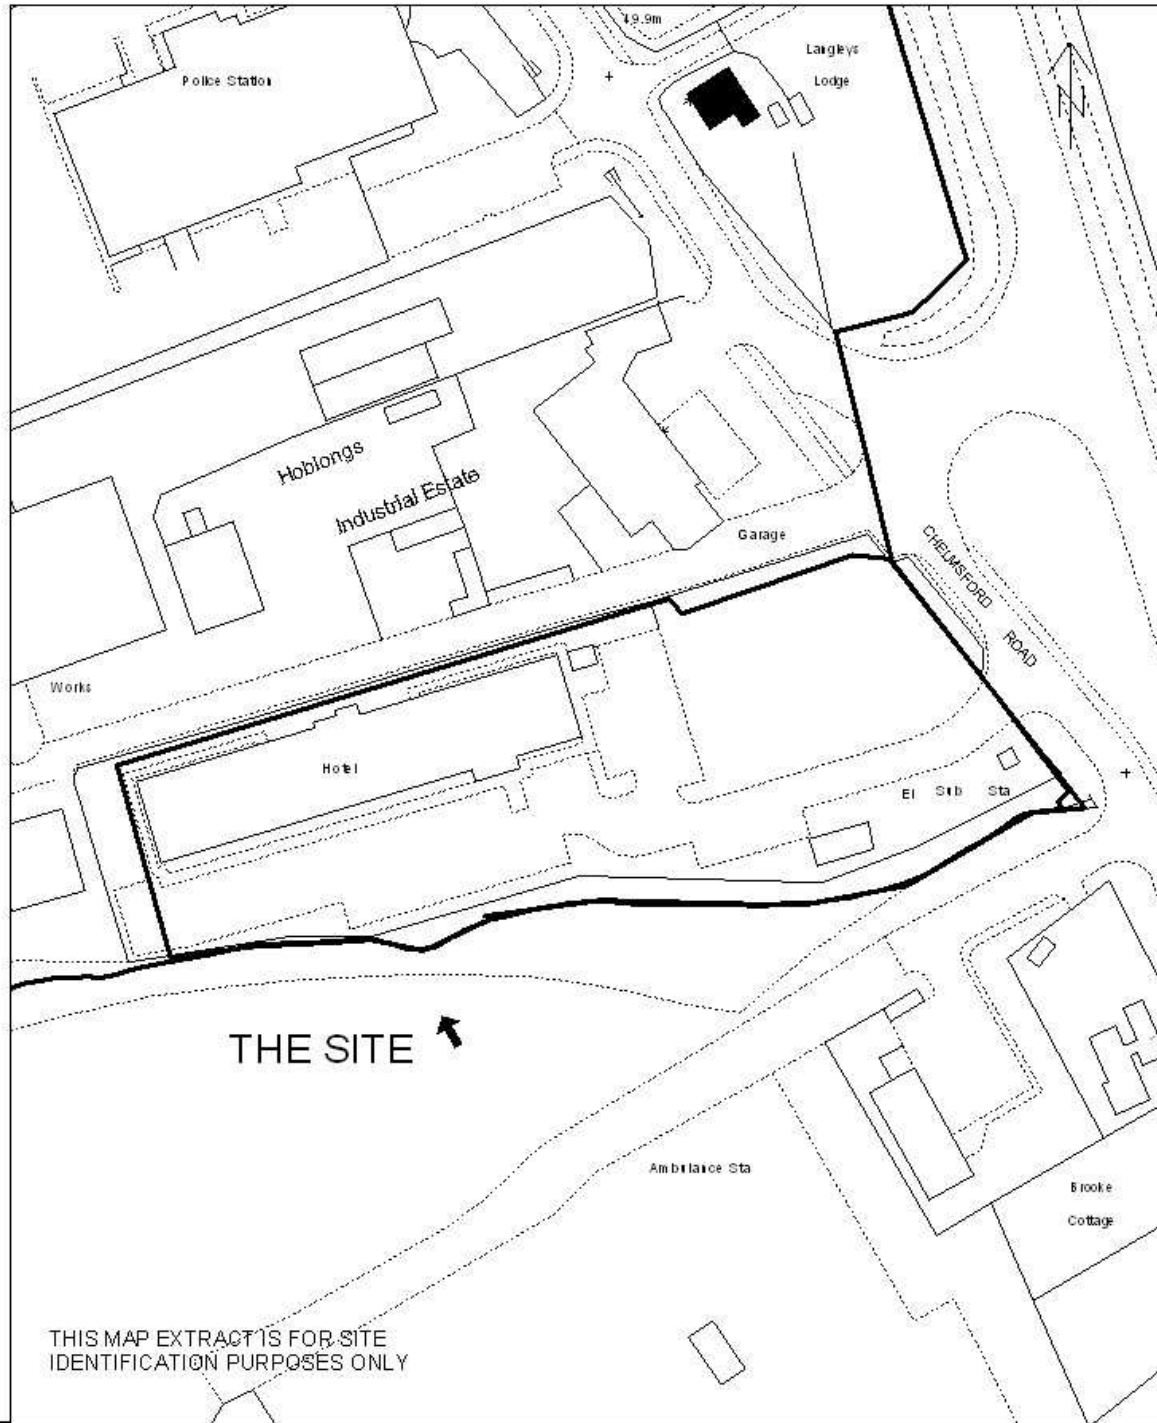 49.9m
Langleys
Lodge
Police Station
N
Hoblongs
Industrial Estate
Garage
CHELMSFORD
ROAD
Works
Hotel
El Sub Sta
THE SITE
Ambulance Sta
Brooke
Cottage
THIS MAP EXTRACT IS FOR SITE
IDENTIFICATION PURPOSES ONLY